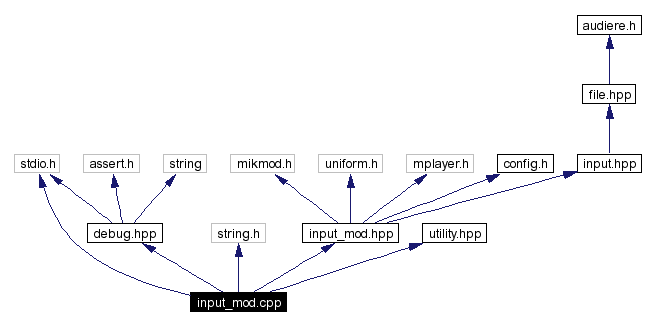 audiere.h
file.hpp
stdio.h
assert.h
string
mikmod.h
uniform.h
mplayer.h
config.h
input.hpp
debug.hpp
string.h
input_mod.hpp
utility.hpp
input_mod.cpp